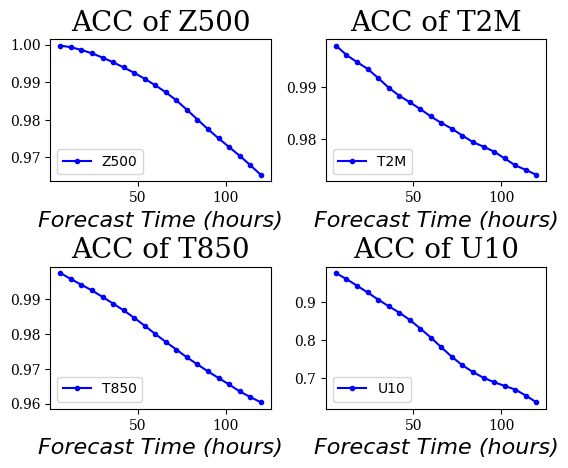 ACC of Z500
1.00
0.99
0.98
0.97
Z500
50
100
Forecast Time (hours)
ACC of T2M
0.99
0.98
T2M
50
100
Forecast Time (hours)
ACC of T850
0.99
0.98
0.97
0.96
T850
50
100
Forecast Time (hours)
ACC of U10
0.9
0.8
0.7
U10
50
100
Forecast Time (hours)